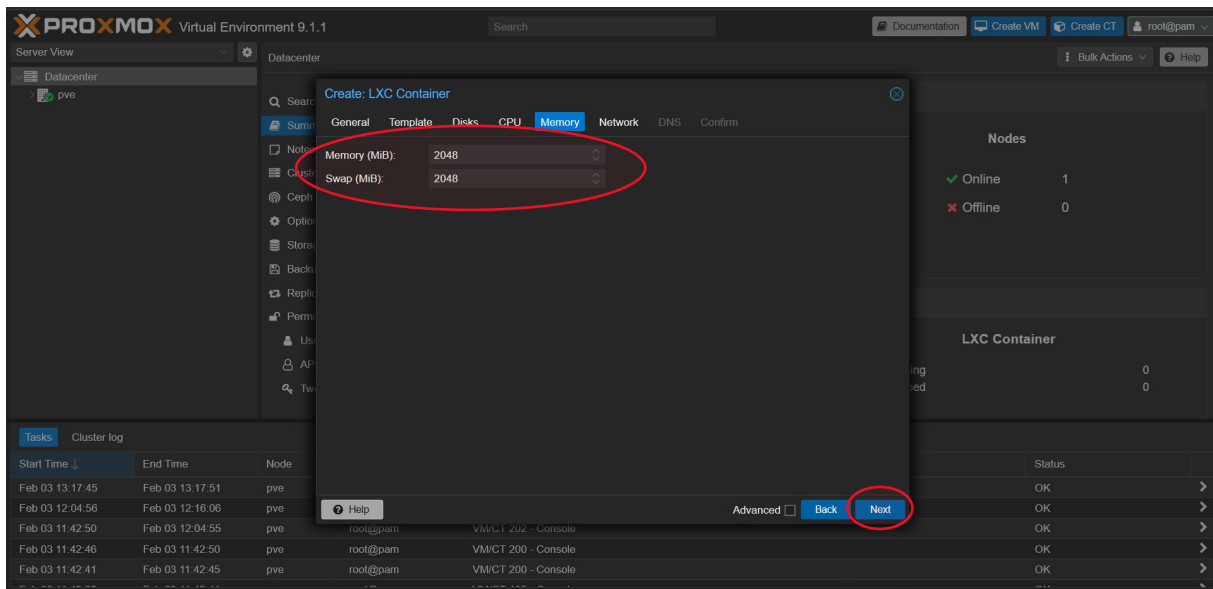 PROXMOX Virtual Environment 9.1.1
Search
Documentation
Create VM
Create CT
root@pam
Server View
Datacenter
Bulk Actions
Help
Datacenter
pve
Create: LXC Container
General Template Disks CPU Memory Network DNS Confirm
Memory (MiB): 2048
Swap (MiB): 2048
Ceph
Nodes
Online 1
Offline 0
LXC Container
0
0
Help
Advanced
Back
Next
Tasks Cluster log
Start Time End Time Node Status
Feb 03 13:17:45 Feb 03 13:17:51 pve OK
Feb 03 12:04:56 Feb 03 12:16:06 pve OK
Feb 03 11:42:50 Feb 03 12:04:55 pve root@pam VM/CT 202 - Console OK
Feb 03 11:42:46 Feb 03 11:42:50 pve root@pam VM/CT 200 - Console OK
Feb 03 11:42:41 Feb 03 11:42:45 pve root@pam VM/CT 200 - Console OK